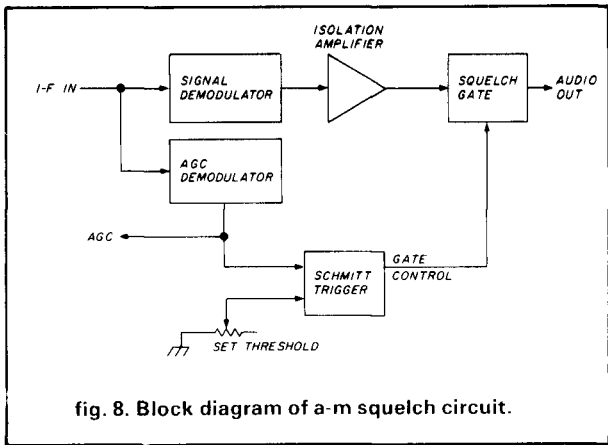 ISOLATION
AMPLIFIER
I-F IN
SIGNAL
DEMODULATOR
SQUELCH
GATE
AUDIO
OUT
AGC
DEMODULATOR
AGC
SCHMITT
TRIGGER
GATE
CONTROL
SET THRESHOLD
fig. 8. Block diagram of a-m squelch circuit.